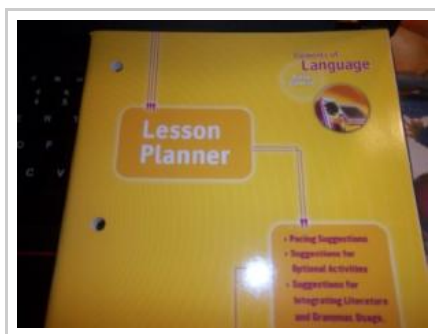 Elements of
Language
Lesson
Planner
• Pacing Suggestions
• Suggestions for
Optional Activities
• Suggestions for
Integrating Literature
and Grammar, Usage,